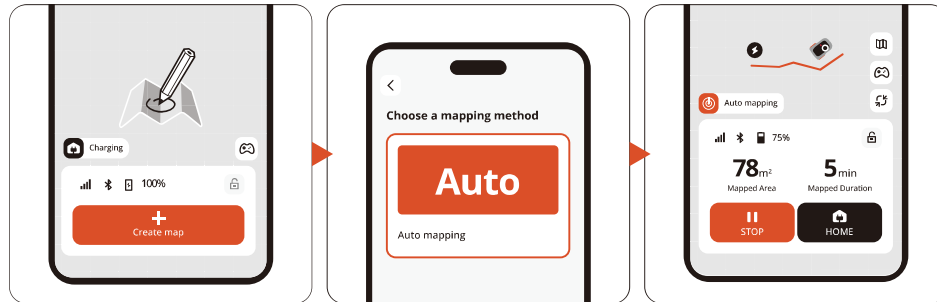 Charging
100%
Create map
Choose a mapping method
Auto
Auto mapping
Auto mapping
75%
78m²
5min
Mapped Area
Mapped Duration
STOP
HOME